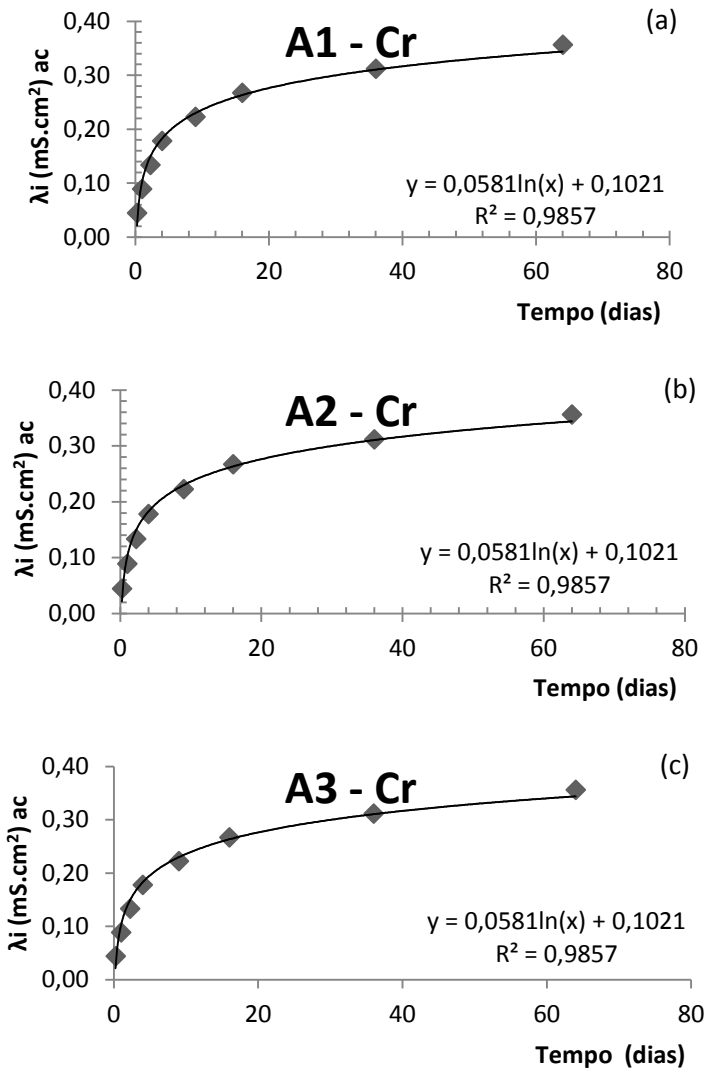 (a)
A1 - Cr
λi (mS.cm²) ac
0,40
0,30
0,20
0,10
0,00
y = 0,0581ln(x) + 0,1021
R² = 0,9857
0 20 40 60 80
Tempo (dias)
(b)
A2 - Cr
λi (mS.cm²) ac
0,40
0,30
0,20
0,10
0,00
y = 0,0581ln(x) + 0,1021
R² = 0,9857
0 20 40 60 80
Tempo (dias)
(c)
A3 - Cr
λi (mS.cm²) ac
0,40
0,30
0,20
0,10
0,00
y = 0,0581ln(x) + 0,1021
R² = 0,9857
0 20 40 60 80
Tempo (dias)